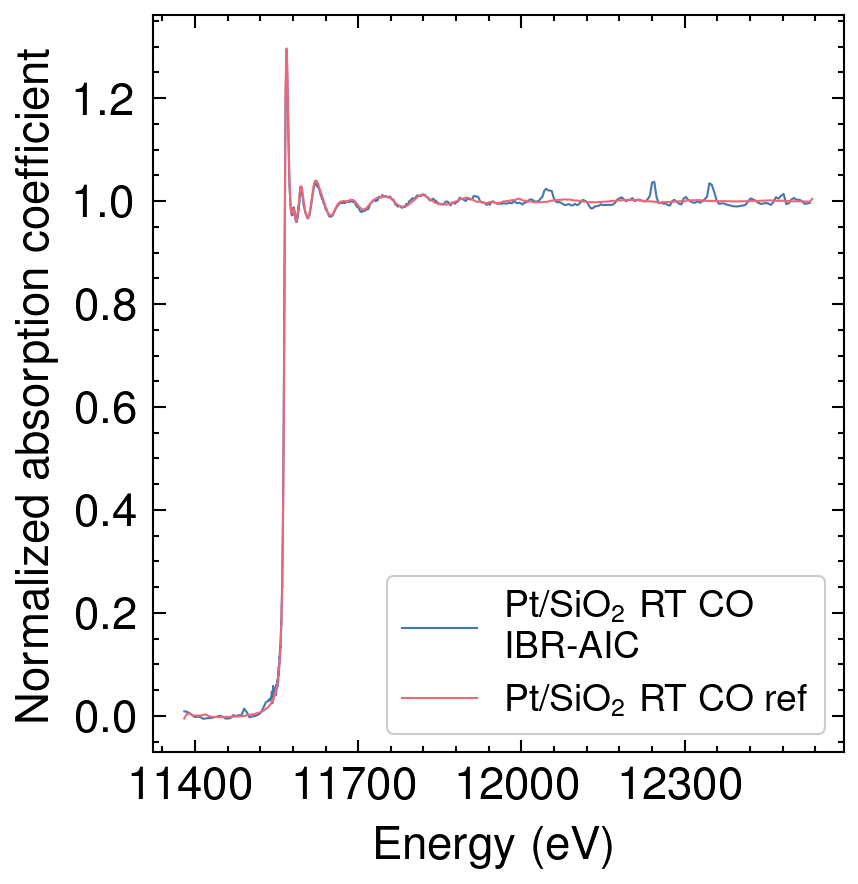 Normalized absorption coefficient
1.2
1.0
0.8
0.6
0.4
0.2
0.0
Pt/SiO₂ RT CO
IBR-AIC
Pt/SiO₂ RT CO ref
11400 11700 12000 12300
Energy (eV)